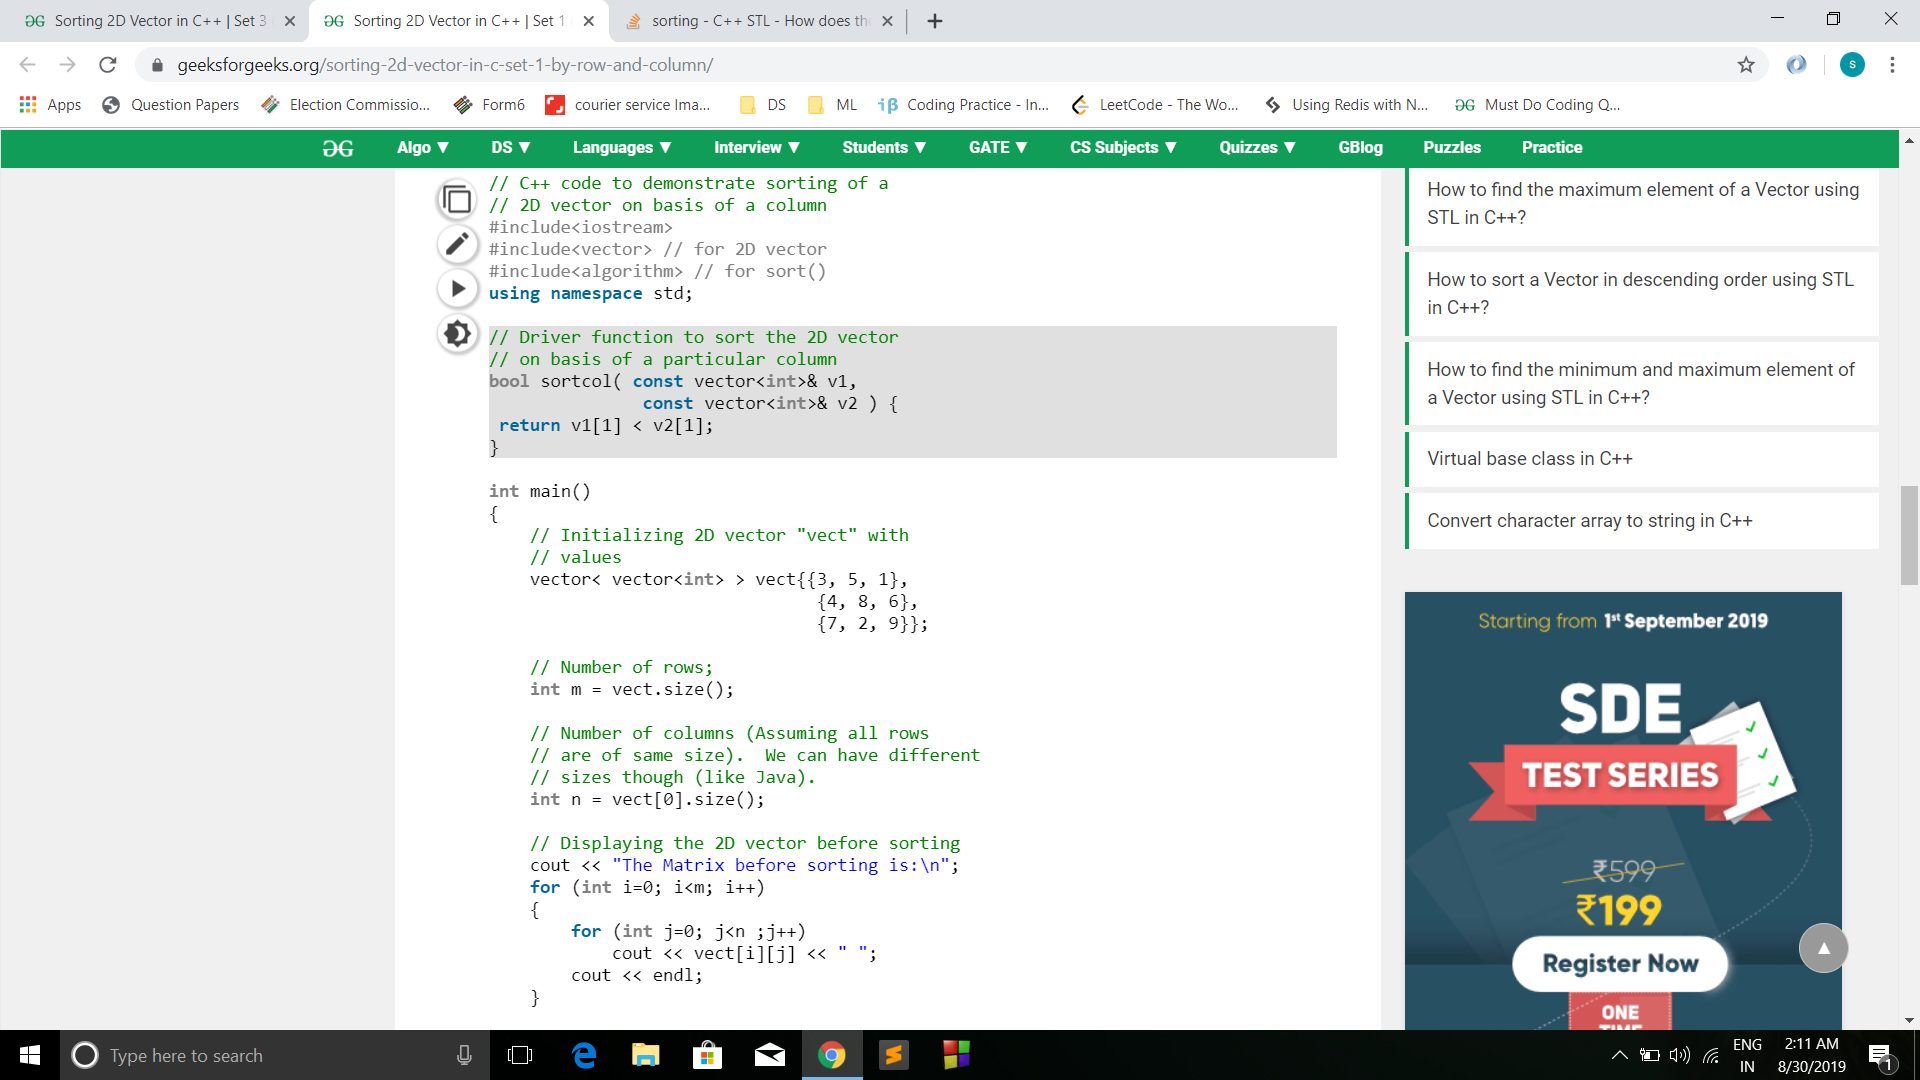 Sorting 2D Vector in C++ | Set 3
Sorting 2D Vector in C++ | Set 1
sorting - C++ STL - How does the
geeksforgeeks.org/sorting-2d-vector-in-c-set-1-by-row-and-column/
S
Apps
Question Papers
Election Commissio...
Form6
courier service Ima...
DS
ML
Coding Practice - In...
LeetCode - The Wo...
Using Redis with N...
Must Do Coding Q...
Algo ▼
DS ▼
Languages ▼
Interview ▼
Students ▼
GATE ▼
CS Subjects ▼
Quizzes ▼
GBlog
Puzzles
Practice
// C++ code to demonstrate sorting of a
// 2D vector on basis of a column
#include<iostream>
#include<vector> // for 2D vector
#include<algorithm> // for sort()
using namespace std;
// Driver function to sort the 2D vector
// on basis of a particular column
bool sortcol( const vector<int>& v1,
const vector<int>& v2 ) {
return v1[1] < v2[1];
}
int main()
{
// Initializing 2D vector "vect" with
// values
vector< vector<int> > vect{{3, 5, 1},
{4, 8, 6},
{7, 2, 9}};
// Number of rows;
int m = vect.size();
// Number of columns (Assuming all rows
// are of same size).  We can have different
// sizes though (like Java).
int n = vect[0].size();
// Displaying the 2D vector before sorting
cout << "The Matrix before sorting is:\n";
for (int i=0; i<m; i++)
{
for (int j=0; j<n ;j++)
cout << vect[i][j] << " ";
cout << endl;
}
How to find the maximum element of a Vector using
STL in C++?
How to sort a Vector in descending order using STL
in C++?
How to find the minimum and maximum element of
a Vector using STL in C++?
Virtual base class in C++
Convert character array to string in C++
Starting from 1st September 2019
SDE
TEST SERIES
₹599
₹199
Register Now
ONE
TIME
Type here to search
ENG
IN
2:11 AM
8/30/2019
1